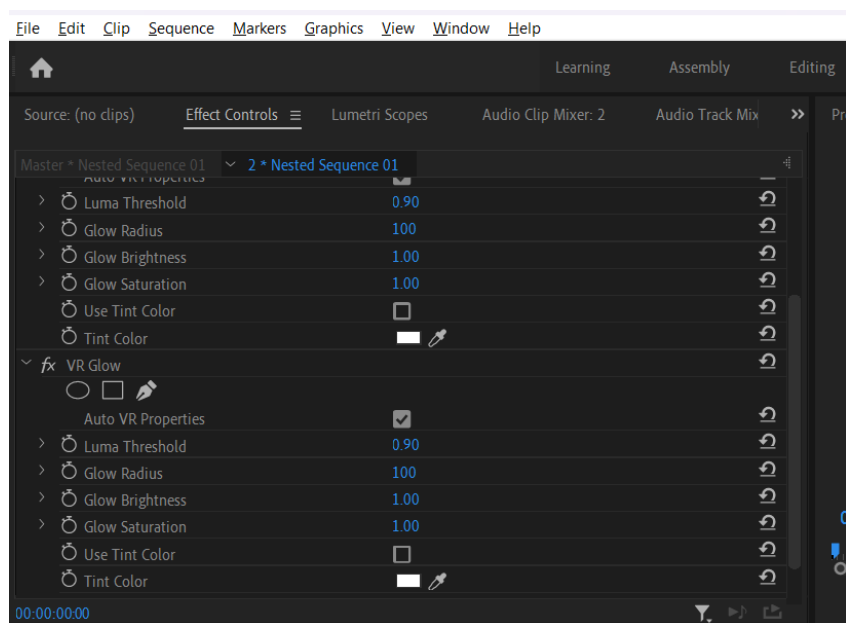 File Edit Clip Sequence Markers Graphics View Window Help
Learning Assembly Editing
Source: (no clips) Effect Controls Lumetri Scopes Audio Clip Mixer: 2 Audio Track Mix
Master * Nested Sequence 01 2 * Nested Sequence 01
Auto VR Properties
Luma Threshold 0.90
Glow Radius 100
Glow Brightness 1.00
Glow Saturation 1.00
Use Tint Color
Tint Color
fx VR Glow
Auto VR Properties
Luma Threshold 0.90
Glow Radius 100
Glow Brightness 1.00
Glow Saturation 1.00
Use Tint Color
Tint Color
00:00:00:00